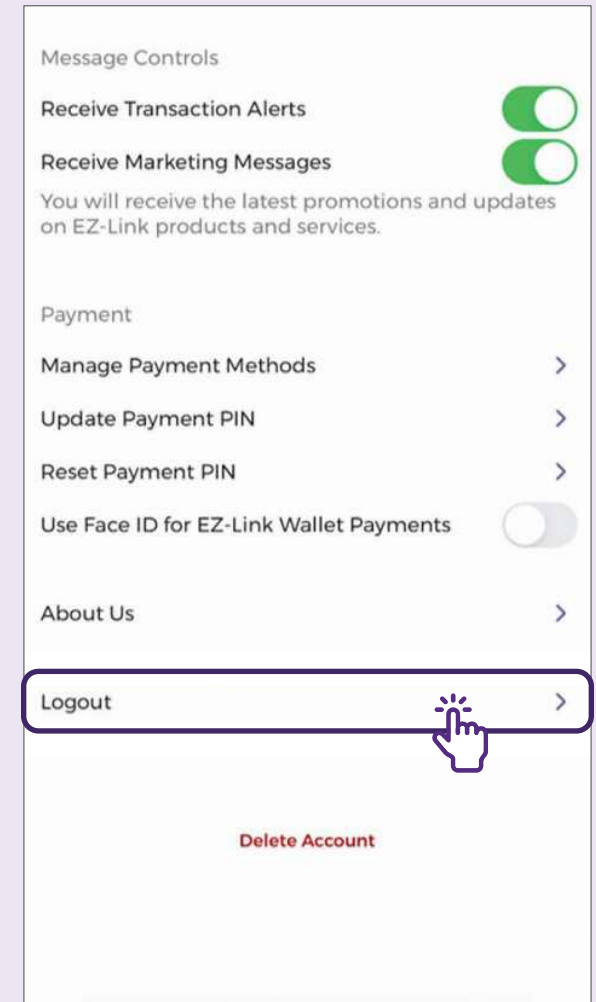 Message Controls
Receive Transaction Alerts
Receive Marketing Messages
You will receive the latest promotions and updates
on EZ-Link products and services.
Payment
Manage Payment Methods
Update Payment PIN
Reset Payment PIN
Use Face ID for EZ-Link Wallet Payments
About Us
Logout
Delete Account